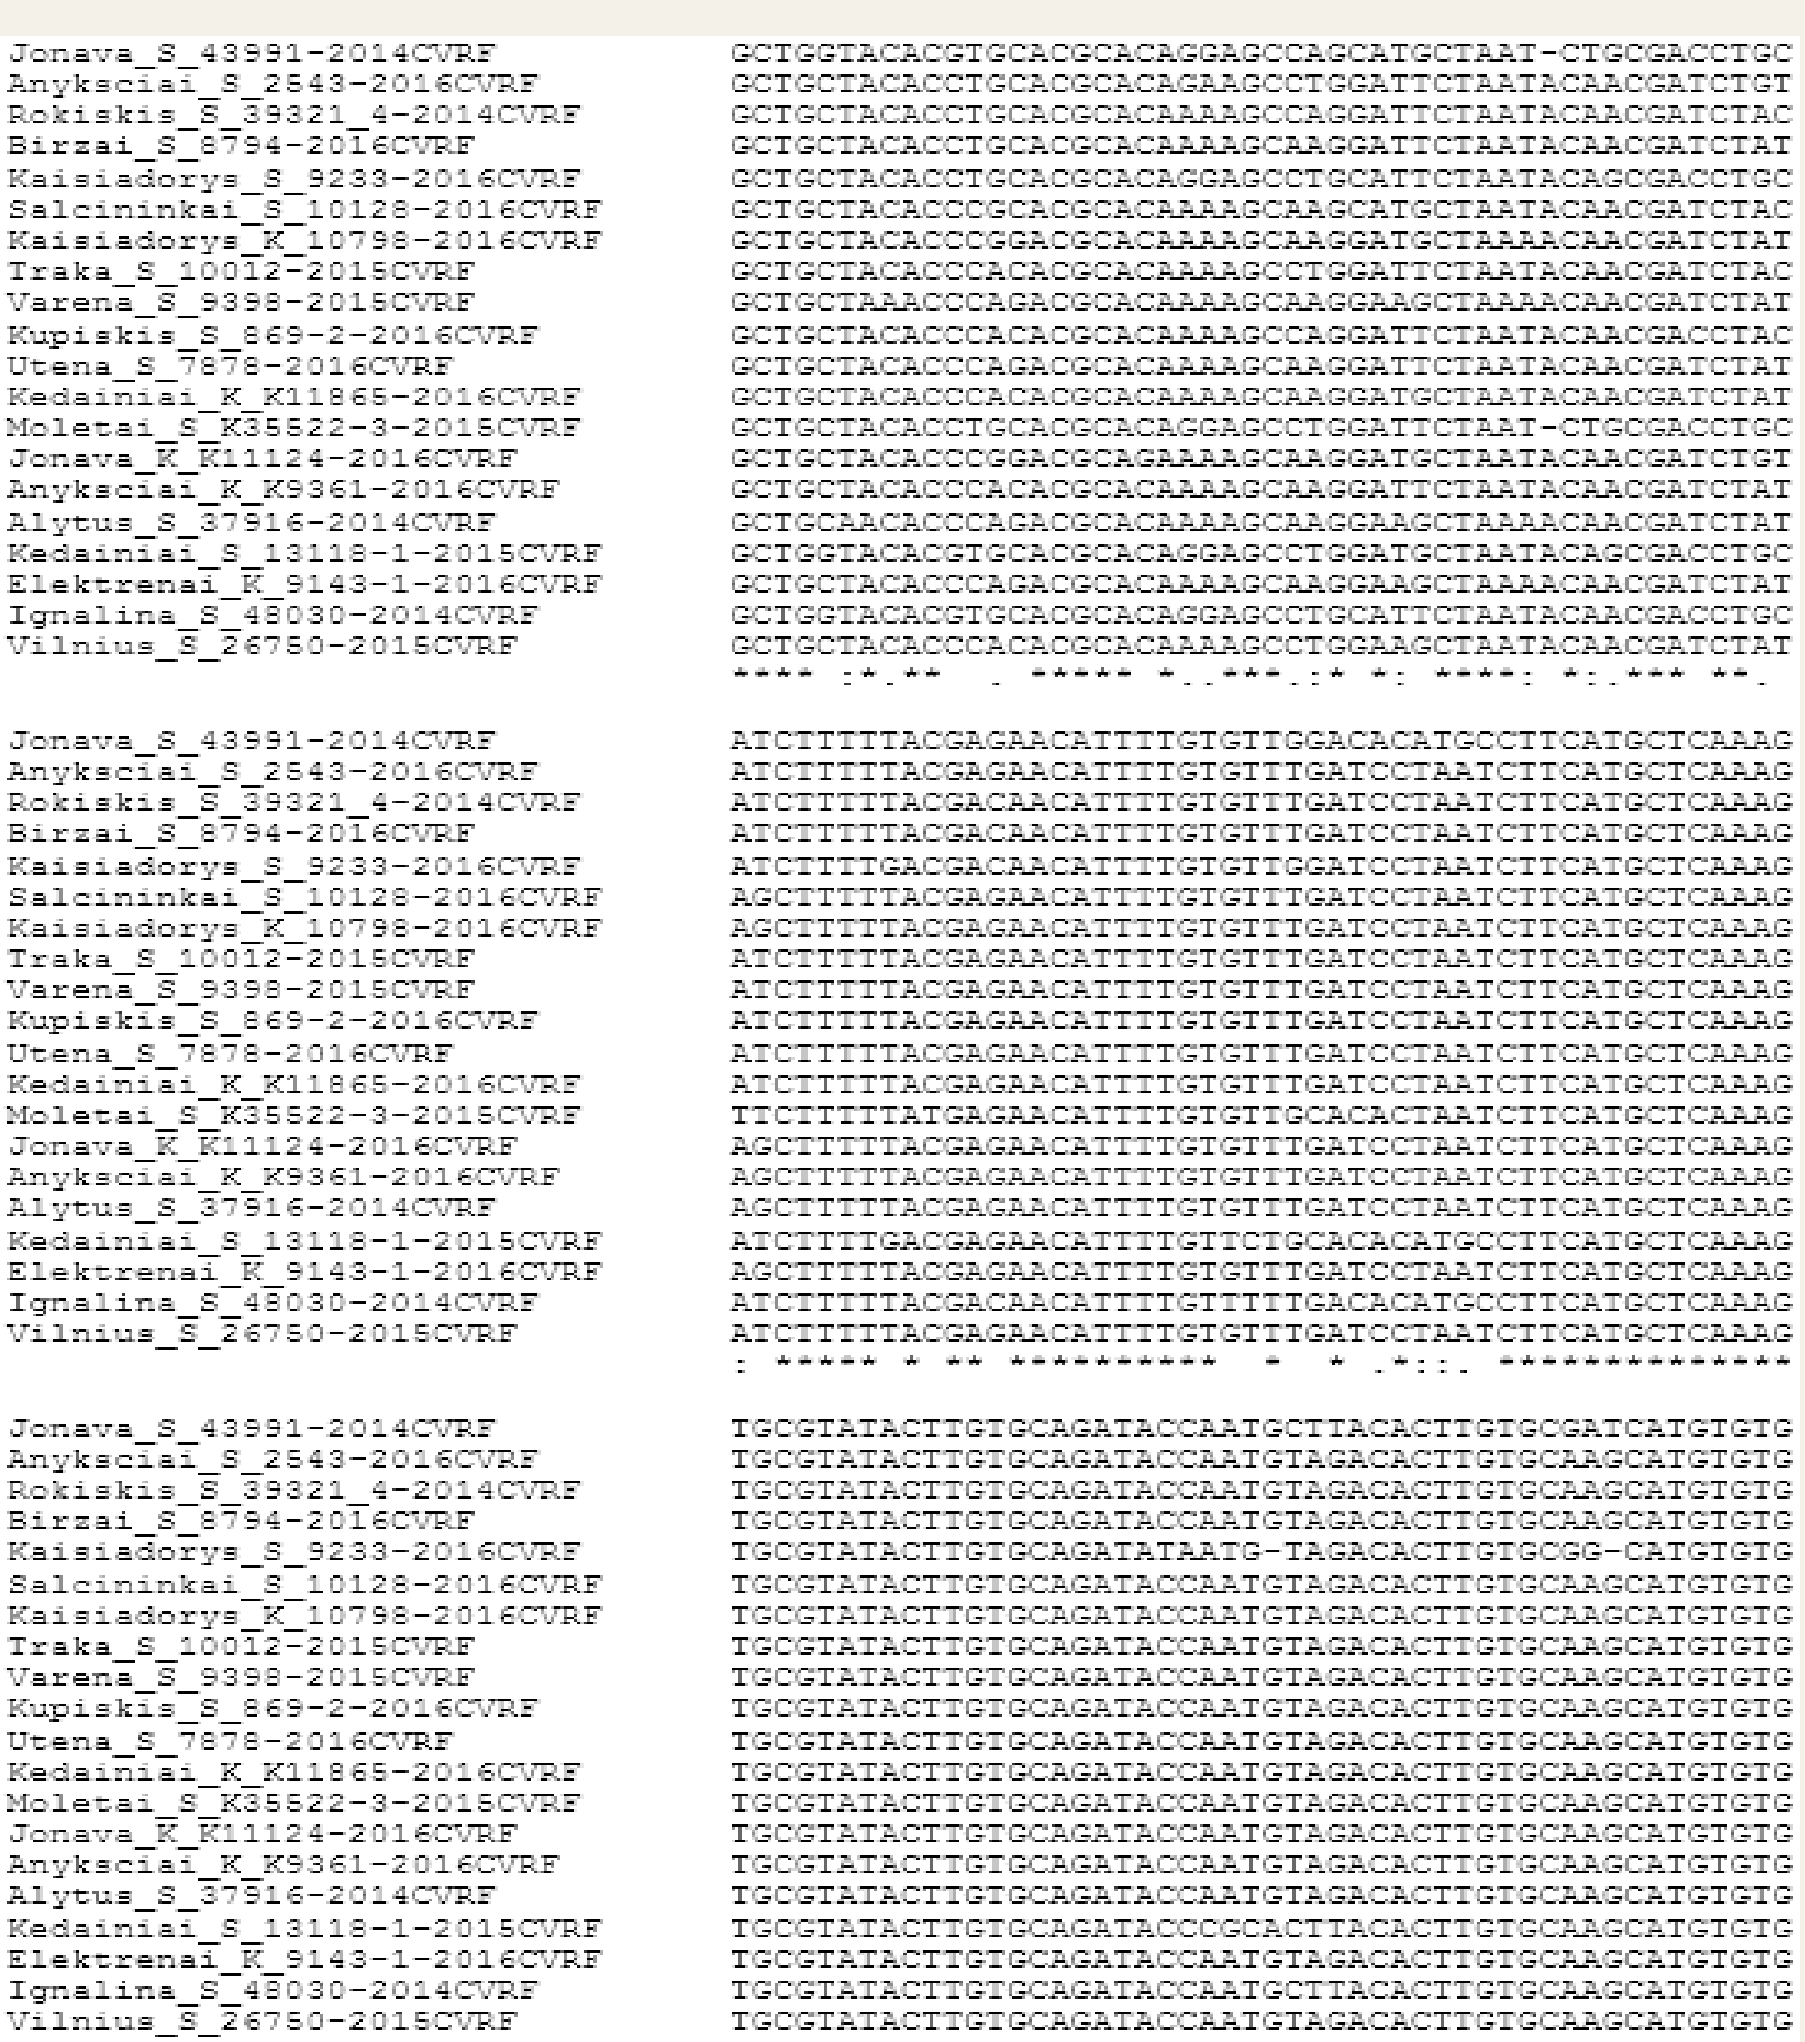 Jonava_S_43991-2014CVRF GCTGGTACACGTGCACGCACAGGAGCCAGCATGCTAAT-CTGCGACCTGC
Anyksciai_S_2543-2016CVRF GCTGCTACACCTGCACGCACAGAAGCCTGGATTCTAATACAACGATCTGT
Rokiskis_S_39321_4-2014CVRF GCTGCTACACCTGCACGCACAAAAGCCAGGATTCTAATACAACGATCTAC
Birzai_S_8794-2016CVRF GCTGCTACACCTGCACGCACAAAAGCAAGGATTCTAATACAACGATCTAT
Kaisiadorys_S_9233-2016CVRF GCTGCTACACCTGCACGCACAGGAGCCTGCATTCTAATACAGCGACCTGC
Salcininkai_S_10128-2016CVRF GCTGCTACACCCGCACGCACAAAAGCAAGCATGCTAATACAACGATCTAC
Kaisiadorys_K_10798-2016CVRF GCTGCTACACCCGGACGCACAAAAGCAAGGATGCTAAAACAACGATCTAT
Traka_S_10012-2015CVRF GCTGCTACACCCACACGCACAAAAGCCTGGATTCTAATACAACGATCTAC
Varena_S_9398-2015CVRF GCTGCTAAACCCAGACGCACAAAAGCAAGGAAGCTAAAACAACGATCTAT
Kupiskis_S_869-2-2016CVRF GCTGCTACACCCACACGCACAAAAGCCAGGATTCTAATACAACGACCTAC
Utena_S_7878-2016CVRF GCTGCTACACCCAGACGCACAAAAGCAAGGATTCTAATACAACGATCTAT
Kedainiai_K_K11865-2016CVRF GCTGCTACACCCACACGCACAAAAGCAAGGATGCTAATACAACGATCTAT
Moletai_S_K35522-3-2015CVRF GCTGCTACACCTGCACGCACAGGAGCCTGGATTCTAAT-CTGCGACCTGC
Jonava_K_K11124-2016CVRF GCTGCTACACCCGGACGCAGAAAAGCAAGGATGCTAATACAACGATCTGT
Anyksciai_K_K9361-2016CVRF GCTGCTACACCCACACGCACAAAAGCAAGGATTCTAATACAACGATCTAT
Alytus_S_37916-2014CVRF GCTGCAACACCCAGACGCACAAAAGCAAGGAAGCTAAAACAACGATCTAT
Kedainiai_S_13118-1-2015CVRF GCTGGTACACGTGCACGCACAGGAGCCTGGATGCTAATACAGCGACCTGC
Elektrenai_K_9143-1-2016CVRF GCTGCTACACCCAGACGCACAAAAGCAAGGAAGCTAAAACAACGATCTAT
Ignalina_S_48030-2014CVRF GCTGGTACACGTGCACGCACAGGAGCCTGCATTCTAATACAACGACCTGC
Vilnius_S_26750-2015CVRF GCTGCTACACCCACACGCACAAAAGCCTGGAAGCTAATACAACGATCTAT
**** :*.**  . ***** *..***.:* *: ****: *:.*** **.
Jonava_S_43991-2014CVRF ATCTTTTTACGAGAACATTTTGTGTTGGACACATGCCTTCATGCTCAAAG
Anyksciai_S_2543-2016CVRF ATCTTTTTACGAGAACATTTTGTGTTTGATCCTAATCTTCATGCTCAAAG
Rokiskis_S_39321_4-2014CVRF ATCTTTTTACGACAACATTTTGTGTTTGATCCTAATCTTCATGCTCAAAG
Birzai_S_8794-2016CVRF ATCTTTTTACGACAACATTTTGTGTTTGATCCTAATCTTCATGCTCAAAG
Kaisiadorys_S_9233-2016CVRF ATCTTTTGACGACAACATTTTGTGTTGGATCCTAATCTTCATGCTCAAAG
Salcininkai_S_10128-2016CVRF AGCTTTTTACGAGAACATTTTGTGTTTGATCCTAATCTTCATGCTCAAAG
Kaisiadorys_K_10798-2016CVRF AGCTTTTTACGAGAACATTTTGTGTTTGATCCTAATCTTCATGCTCAAAG
Traka_S_10012-2015CVRF ATCTTTTTACGAGAACATTTTGTGTTTGATCCTAATCTTCATGCTCAAAG
Varena_S_9398-2015CVRF ATCTTTTTACGAGAACATTTTGTGTTTGATCCTAATCTTCATGCTCAAAG
Kupiskis_S_869-2-2016CVRF ATCTTTTTACGAGAACATTTTGTGTTTGATCCTAATCTTCATGCTCAAAG
Utena_S_7878-2016CVRF ATCTTTTTACGAGAACATTTTGTGTTTGATCCTAATCTTCATGCTCAAAG
Kedainiai_K_K11865-2016CVRF ATCTTTTTACGAGAACATTTTGTGTTTGATCCTAATCTTCATGCTCAAAG
Moletai_S_K35522-3-2015CVRF TTCTTTTTATGAGAACATTTTGTGTTGCACACTAATCTTCATGCTCAAAG
Jonava_K_K11124-2016CVRF AGCTTTTTACGAGAACATTTTGTGTTTGATCCTAATCTTCATGCTCAAAG
Anyksciai_K_K9361-2016CVRF AGCTTTTTACGAGAACATTTTGTGTTTGATCCTAATCTTCATGCTCAAAG
Alytus_S_37916-2014CVRF AGCTTTTTACGAGAACATTTTGTGTTTGATCCTAATCTTCATGCTCAAAG
Kedainiai_S_13118-1-2015CVRF ATCTTTTGACGAGAACATTTTGTTCTGCACACATGCCTTCATGCTCAAAG
Elektrenai_K_9143-1-2016CVRF AGCTTTTTACGAGAACATTTTGTGTTTGATCCTAATCTTCATGCTCAAAG
Ignalina_S_48030-2014CVRF ATCTTTTTACGACAACATTTTGTTTTTGACACATGCCTTCATGCTCAAAG
Vilnius_S_26750-2015CVRF ATCTTTTTACGAGAACATTTTGTGTTTGATCCTAATCTTCATGCTCAAAG
: ***** * ** **********  *  * .*::. **************
Jonava_S_43991-2014CVRF TGCGTATACTTGTGCAGATACCAATGCTTACACTTGTGCGATCATGTGTG
Anyksciai_S_2543-2016CVRF TGCGTATACTTGTGCAGATACCAATGTAGACACTTGTGCAAGCATGTGTG
Rokiskis_S_39321_4-2014CVRF TGCGTATACTTGTGCAGATACCAATGTAGACACTTGTGCAAGCATGTGTG
Birzai_S_8794-2016CVRF TGCGTATACTTGTGCAGATACCAATGTAGACACTTGTGCAAGCATGTGTG
Kaisiadorys_S_9233-2016CVRF TGCGTATACTTGTGCAGATATAATG-TAGACACTTGTGCGG-CATGTGTG
Salcininkai_S_10128-2016CVRF TGCGTATACTTGTGCAGATACCAATGTAGACACTTGTGCAAGCATGTGTG
Kaisiadorys_K_10798-2016CVRF TGCGTATACTTGTGCAGATACCAATGTAGACACTTGTGCAAGCATGTGTG
Traka_S_10012-2015CVRF TGCGTATACTTGTGCAGATACCAATGTAGACACTTGTGCAAGCATGTGTG
Varena_S_9398-2015CVRF TGCGTATACTTGTGCAGATACCAATGTAGACACTTGTGCAAGCATGTGTG
Kupiskis_S_869-2-2016CVRF TGCGTATACTTGTGCAGATACCAATGTAGACACTTGTGCAAGCATGTGTG
Utena_S_7878-2016CVRF TGCGTATACTTGTGCAGATACCAATGTAGACACTTGTGCAAGCATGTGTG
Kedainiai_K_K11865-2016CVRF TGCGTATACTTGTGCAGATACCAATGTAGACACTTGTGCAAGCATGTGTG
Moletai_S_K35522-3-2015CVRF TGCGTATACTTGTGCAGATACCAATGTAGACACTTGTGCAAGCATGTGTG
Jonava_K_K11124-2016CVRF TGCGTATACTTGTGCAGATACCAATGTAGACACTTGTGCAAGCATGTGTG
Anyksciai_K_K9361-2016CVRF TGCGTATACTTGTGCAGATACCAATGTAGACACTTGTGCAAGCATGTGTG
Alytus_S_37916-2014CVRF TGCGTATACTTGTGCAGATACCAATGTAGACACTTGTGCAAGCATGTGTG
Kedainiai_S_13118-1-2015CVRF TGCGTATACTTGTGCAGATACCCGCACTTACACTTGTGCAAGCATGTGTG
Elektrenai_K_9143-1-2016CVRF TGCGTATACTTGTGCAGATACCAATGTAGACACTTGTGCAAGCATGTGTG
Ignalina_S_48030-2014CVRF TGCGTATACTTGTGCAGATACCAATGCTTACACTTGTGCAAGCATGTGTG
Vilnius_S_26750-2015CVRF TGCGTATACTTGTGCAGATACCAATGTAGACACTTGTGCAAGCATGTGTG